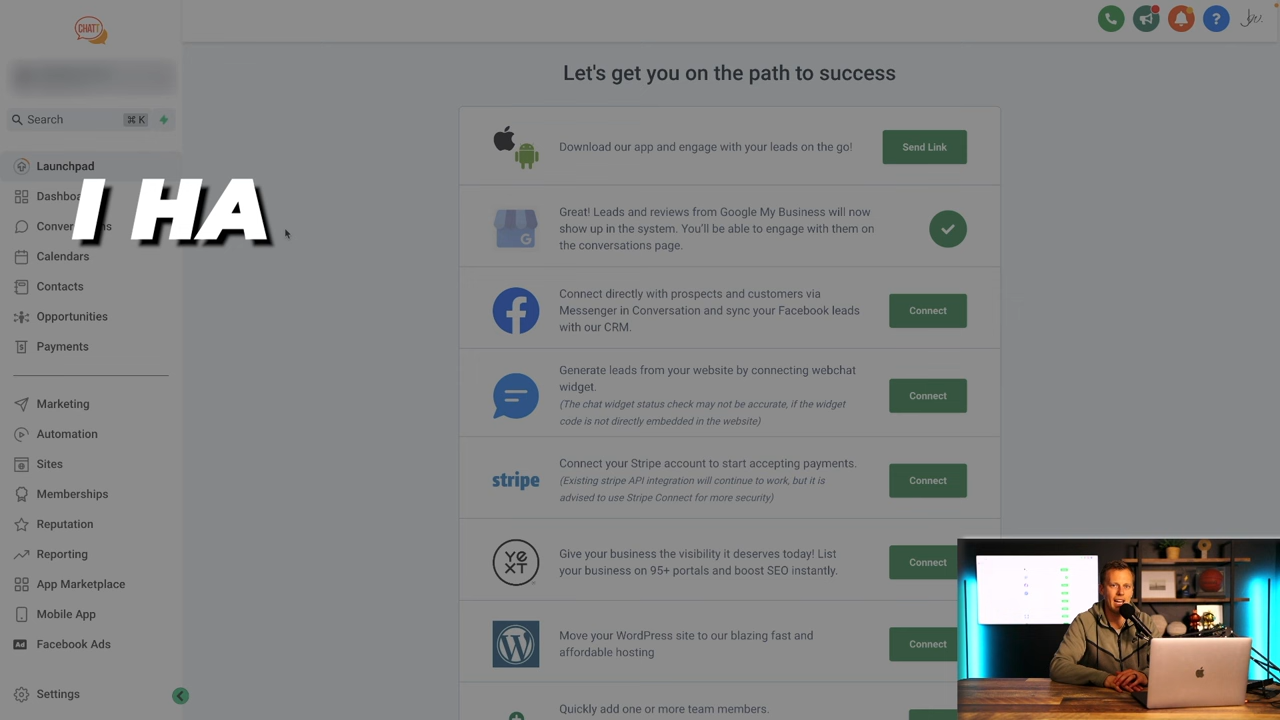 CHATT
Search
⌘ K
Launchpad
Calendars
Contacts
Opportunities
Payments
Marketing
Automation
Sites
Memberships
Reputation
Reporting
App Marketplace
Mobile App
Ad
Facebook Ads
Settings
I HA
?
Let's get you on the path to success
Download our app and engage with your leads on the go!
Send Link
G
Great! Leads and reviews from Google My Business will now
show up in the system. You'll be able to engage with them on
the conversations page.
Connect directly with prospects and customers via
Messenger in Conversation and sync your Facebook leads
with our CRM.
Connect
Generate leads from your website by connecting webchat
widget.
(The chat widget status check may not be accurate, if the widget
code is not directly embedded in the website)
Connect
stripe
Connect your Stripe account to start accepting payments.
(Existing stripe API integration will continue to work, but it is
advised to use Stripe Connect for more security)
Connect
YEXT
Give your business the visibility it deserves today! List
your business on 95+ portals and boost SEO instantly.
Connect
Move your WordPress site to our blazing fast and
affordable hosting
Connect
Quickly add one or more team members.